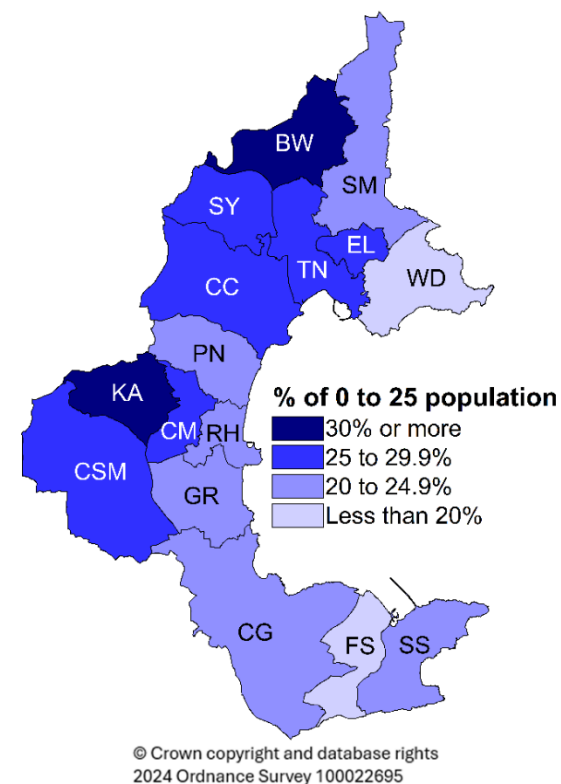 BW
SM
SY
EL
TN
WD
CC
PN
KA
CM
RH
CSM
GR
CG
FS
SS
% of 0 to 25 population
30% or more
25 to 29.9%
20 to 24.9%
Less than 20%
© Crown copyright and database rights
2024 Ordnance Survey 100022695